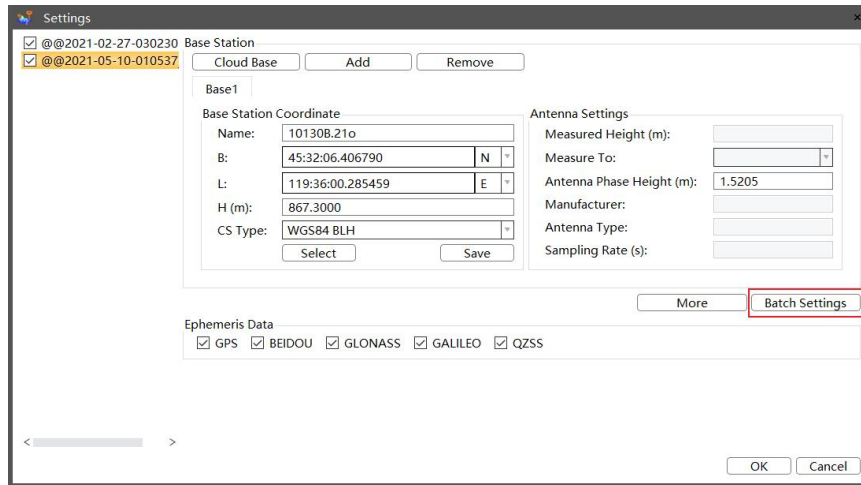 Settings
@@2021-02-27-030230
@@2021-05-10-010537
Base Station
Cloud Base Add Remove
Base1
Base Station Coordinate
Name: 10130B.21o
B: 45:32:06.406790 N
L: 119:36:00.285459 E
H (m): 867.3000
CS Type: WGS84 BLH
Select Save
Antenna Settings
Measured Height (m):
Measure To:
Antenna Phase Height (m): 1.5205
Manufacturer:
Antenna Type:
Sampling Rate (s):
More Batch Settings
Ephemeris Data
GPS BEIDOU GLONASS GALILEO QZSS
OK Cancel